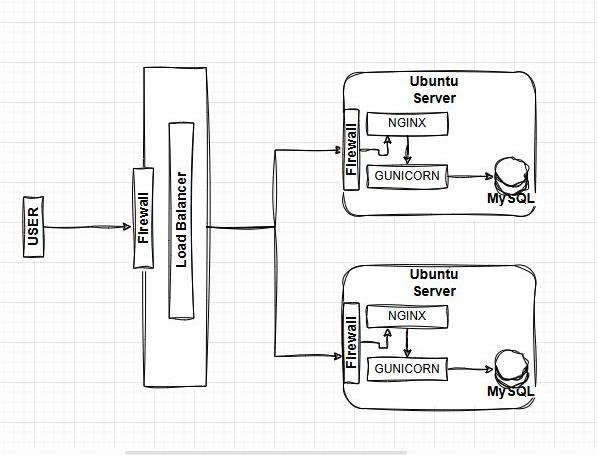 USER
Firewall
Load Balancer
Ubuntu
Server
Firewall
NGINX
GUNICORN
MySQL
Ubuntu
Server
Firewall
NGINX
GUNICORN
MySQL